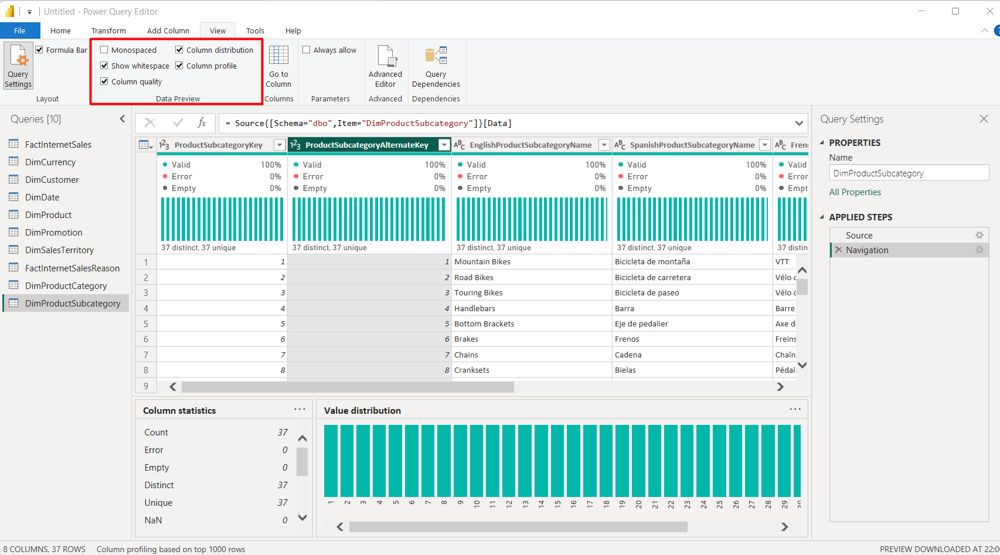 Untitled - Power Query Editor
File Home Transform Add Column View Tools Help
Query Settings
Formula Bar
Layout
Monospaced Column distribution
Show whitespace Column profile
Column quality
Data Preview
Go to Column
Columns
Always allow
Parameters
Advanced Editor
Advanced
Query Dependencies
Dependencies
Queries [10]
FactInternetSales
DimCurrency
DimCustomer
DimDate
DimProduct
DimPromotion
DimSalesTerritory
FactInternetSalesReason
DimProductCategory
DimProductSubcategory
fx = Source{[Schema="dbo",Item="DimProductSubcategory"]}[Data]
123 ProductSubcategoryKey 123 ProductSubcategoryAlternateKey ABC EnglishProductSubcategoryName ABC SpanishProductSubcategoryName ABC Fren
Valid 100% Valid 100% Valid 100% Valid 100% Valid
Error 0% Error 0% Error 0% Error 0% Error
Empty 0% Empty 0% Empty 0% Empty 0% Empt
37 distinct, 37 unique 37 distinct, 37 unique 37 distinct, 37 unique 37 distinct, 37 unique 37 distin
1 1 1 Mountain Bikes Bicicleta de montaña VTT
2 2 2 Road Bikes Bicicleta de carretera Vélo
3 3 3 Touring Bikes Bicicleta de paseo Vélo
4 4 4 Handlebars Barra Barre
5 5 5 Bottom Brackets Eje de pedalier Axe
6 6 6 Brakes Frenos Freins
7 7 7 Chains Cadena Chaîn
8 8 8 Cranksets Bielas Pédal
9
Column statistics
Count 37
Error 0
Empty 0
Distinct 37
Unique 37
NaN 0
Value distribution
1 2 3 4 5 6 7 8 9 10 11 12 13 14 15 16 17 18 19 20 21 22 23 24 25 26 27 28 29
Query Settings
PROPERTIES
Name
DimProductSubcategory
All Properties
APPLIED STEPS
Source
Navigation
8 COLUMNS, 37 ROWS Column profiling based on top 1000 rows PREVIEW DOWNLOADED AT 22:0